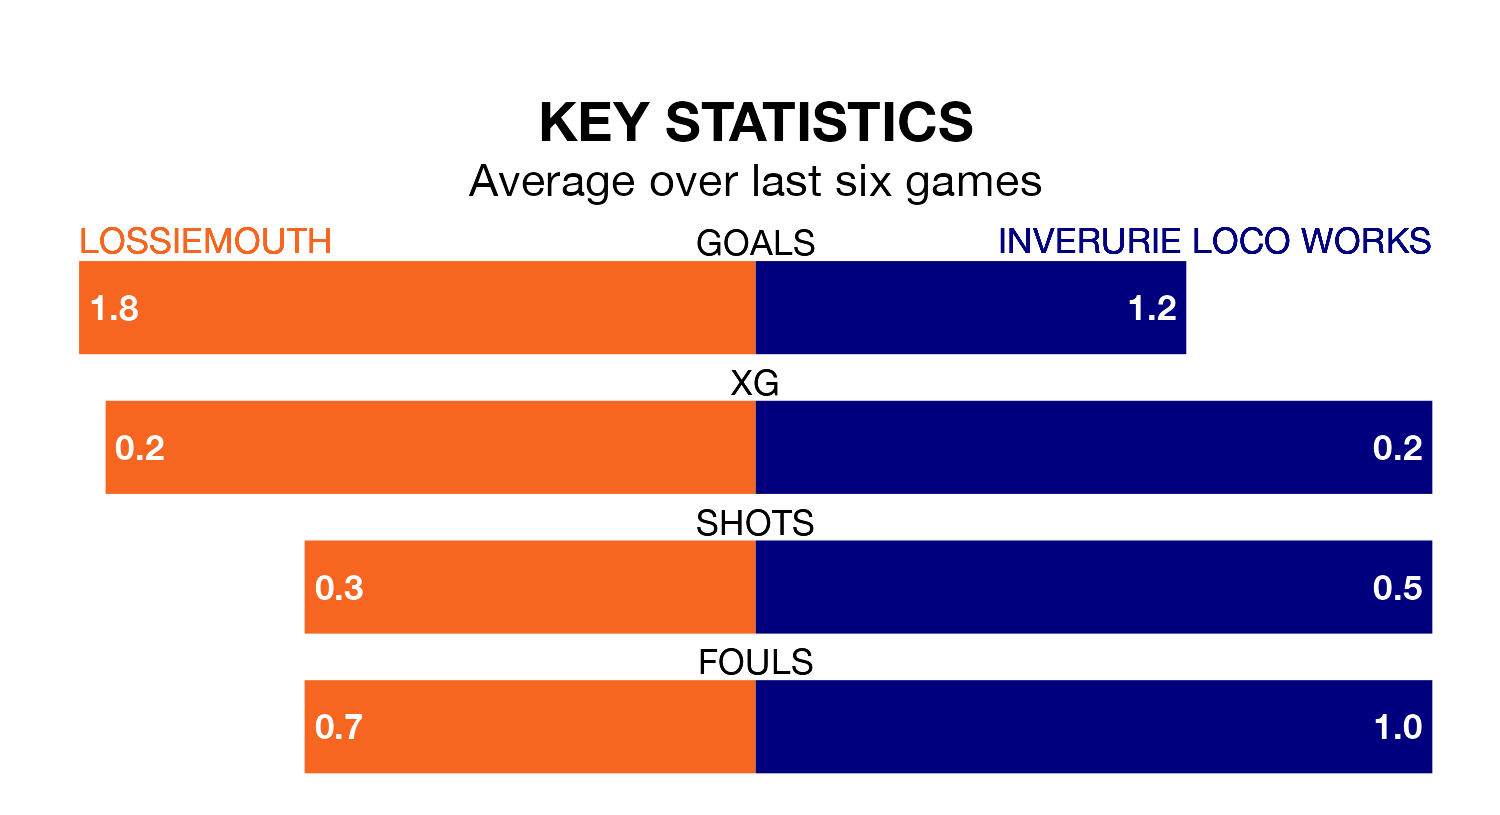 KEY STATISTICS
Average over last six games
LOSSIEMOUTH GOALS INVERURIE LOCO WORKS
1.8 1.2
XG
0.2 0.2
SHOTS
0.3 0.5
FOULS
0.7 1.0